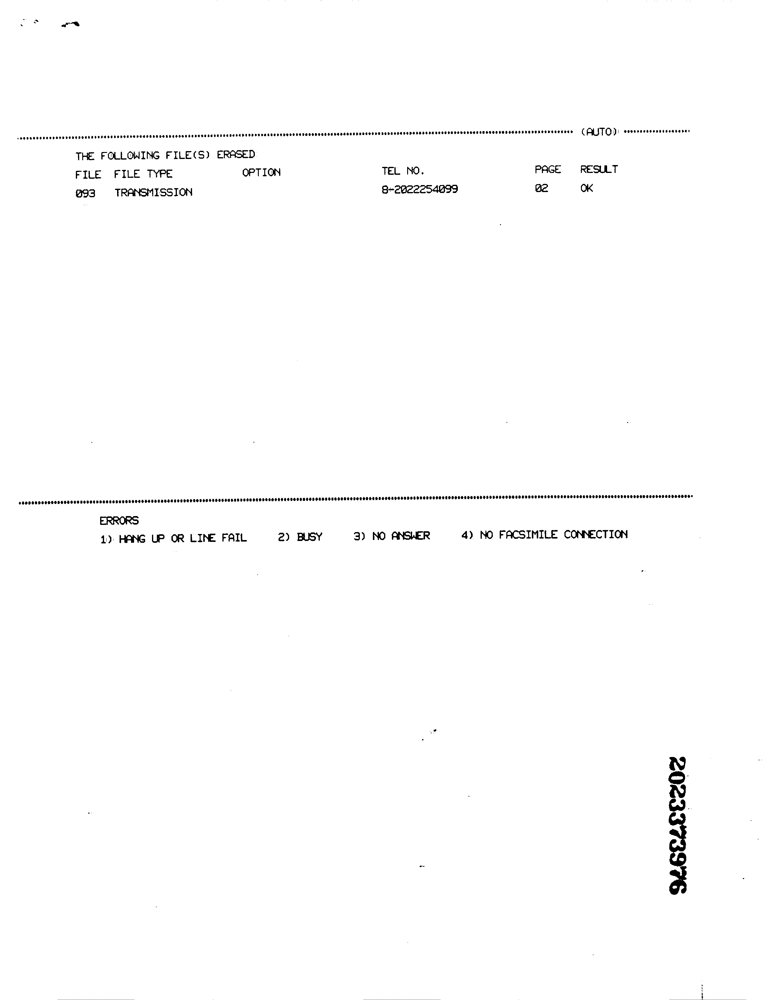 (AUTO)
THE FOLLOWING FILE(S) ERASED
FILE FILE TYPE OPTION TEL NO. PAGE RESULT
093 TRANSMISSION 8-2022254099 02 OK
ERRORS
1) HANG UP OR LINE FAIL 2) BUSY 3) NO ANSWER 4) NO FACSIMILE CONNECTION
2023373976